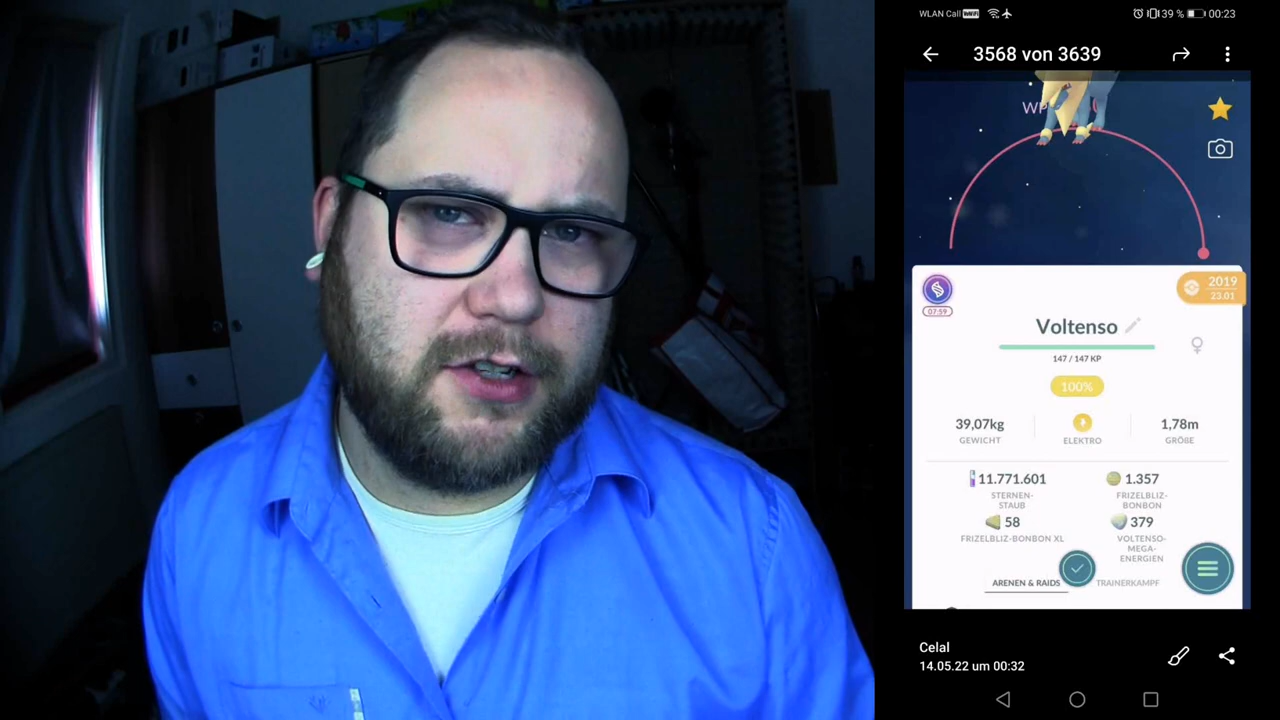 WLAN Call VoWiFi
39 %
00:23
3568 von 3639
WP
2019
23.01
07:59
Voltenso
147 / 147 KP
100%
39,07kg
GEWICHT
ELEKTRO
1,78m
GRÖßE
11.771.601
STERNEN-
STAUB
1.357
FRIZELBLIZ-
BONBON
58
FRIZELBLIZ-BONBON XL
379
VOLTENSO-
MEGA-
ENERGIEN
ARENEN & RAIDS
TRAINERKAMPF
Celal
14.05.22 um 00:32